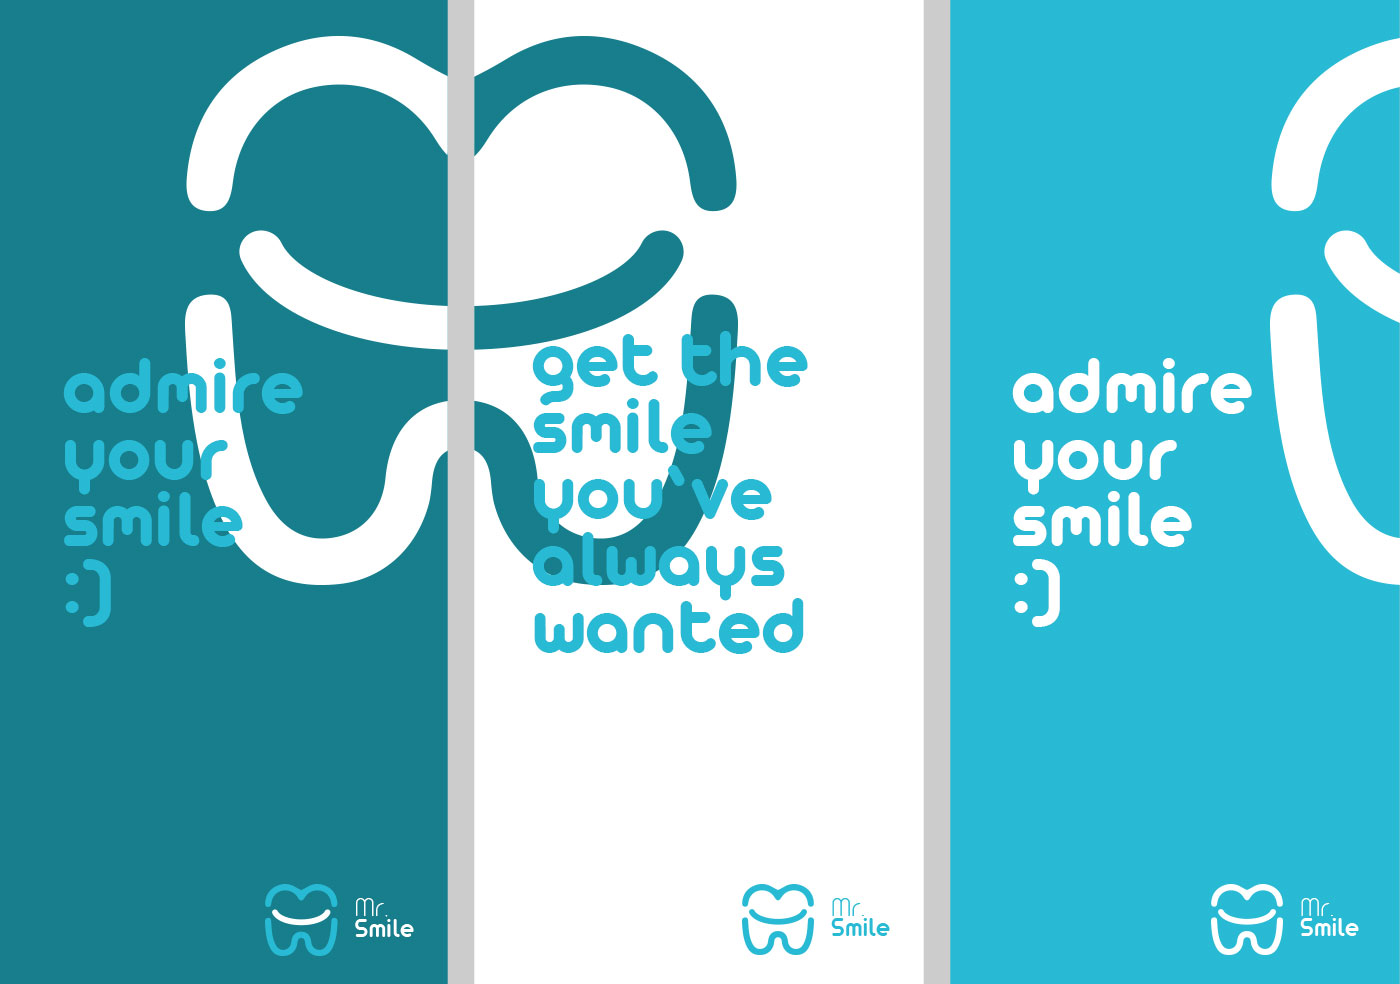 admire
your
smile
:)
Mr.
Smile
get the
smile
you`ve
always
wanted
Mr.
Smile
admire
your
smile
:)
Mr.
Smile